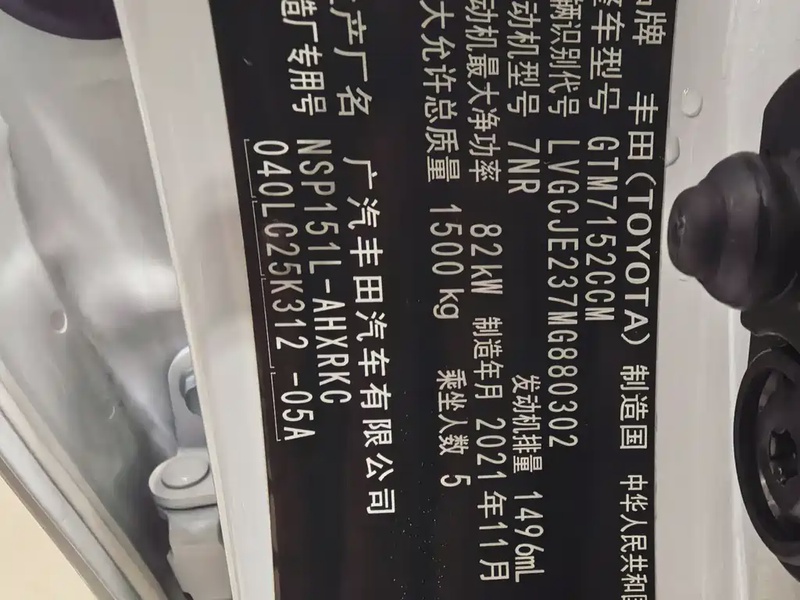 品牌 丰田(TOYOTA) 制造国 中华人民共和国
整车型号 GTM7152CCM
车辆识别代号 LVGCJE237MG880302
发动机型号 7NR 发动机排量 1496mL
发动机最大净功率 82kW 制造年月 2021年11月
最大允许总质量 1500kg 乘坐人数 5
生产厂名 广汽丰田汽车有限公司
制造厂专用号 NSP151L-AHXRKC
040LC25K312-05A